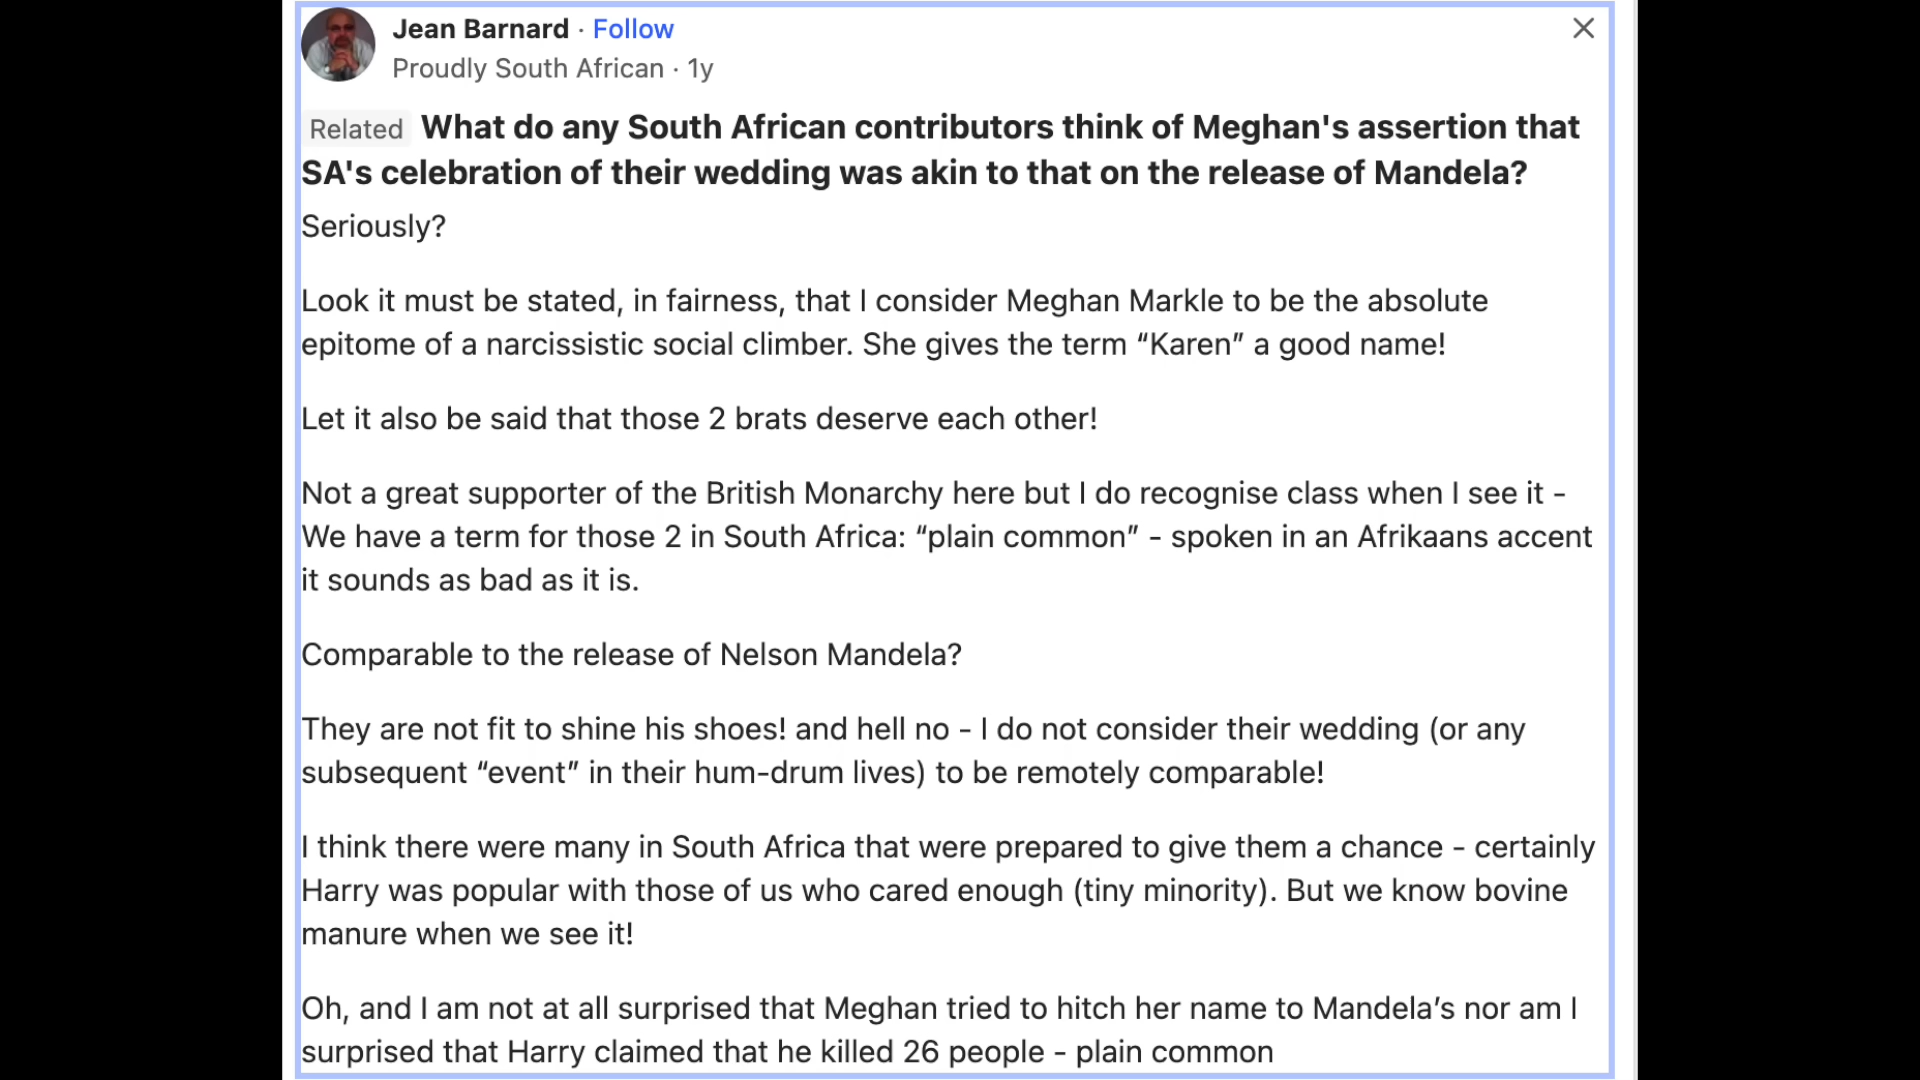 Jean Barnard · Follow
Proudly South African · 1y
Related What do any South African contributors think of Meghan's assertion that
SA's celebration of their wedding was akin to that on the release of Mandela?
Seriously?
Look it must be stated, in fairness, that I consider Meghan Markle to be the absolute
epitome of a narcissistic social climber. She gives the term “Karen” a good name!
Let it also be said that those 2 brats deserve each other!
Not a great supporter of the British Monarchy here but I do recognise class when I see it -
We have a term for those 2 in South Africa: “plain common” - spoken in an Afrikaans accent
it sounds as bad as it is.
Comparable to the release of Nelson Mandela?
They are not fit to shine his shoes! and hell no - I do not consider their wedding (or any
subsequent “event” in their hum-drum lives) to be remotely comparable!
I think there were many in South Africa that were prepared to give them a chance - certainly
Harry was popular with those of us who cared enough (tiny minority). But we know bovine
manure when we see it!
Oh, and I am not at all surprised that Meghan tried to hitch her name to Mandela’s nor am I
surprised that Harry claimed that he killed 26 people - plain common